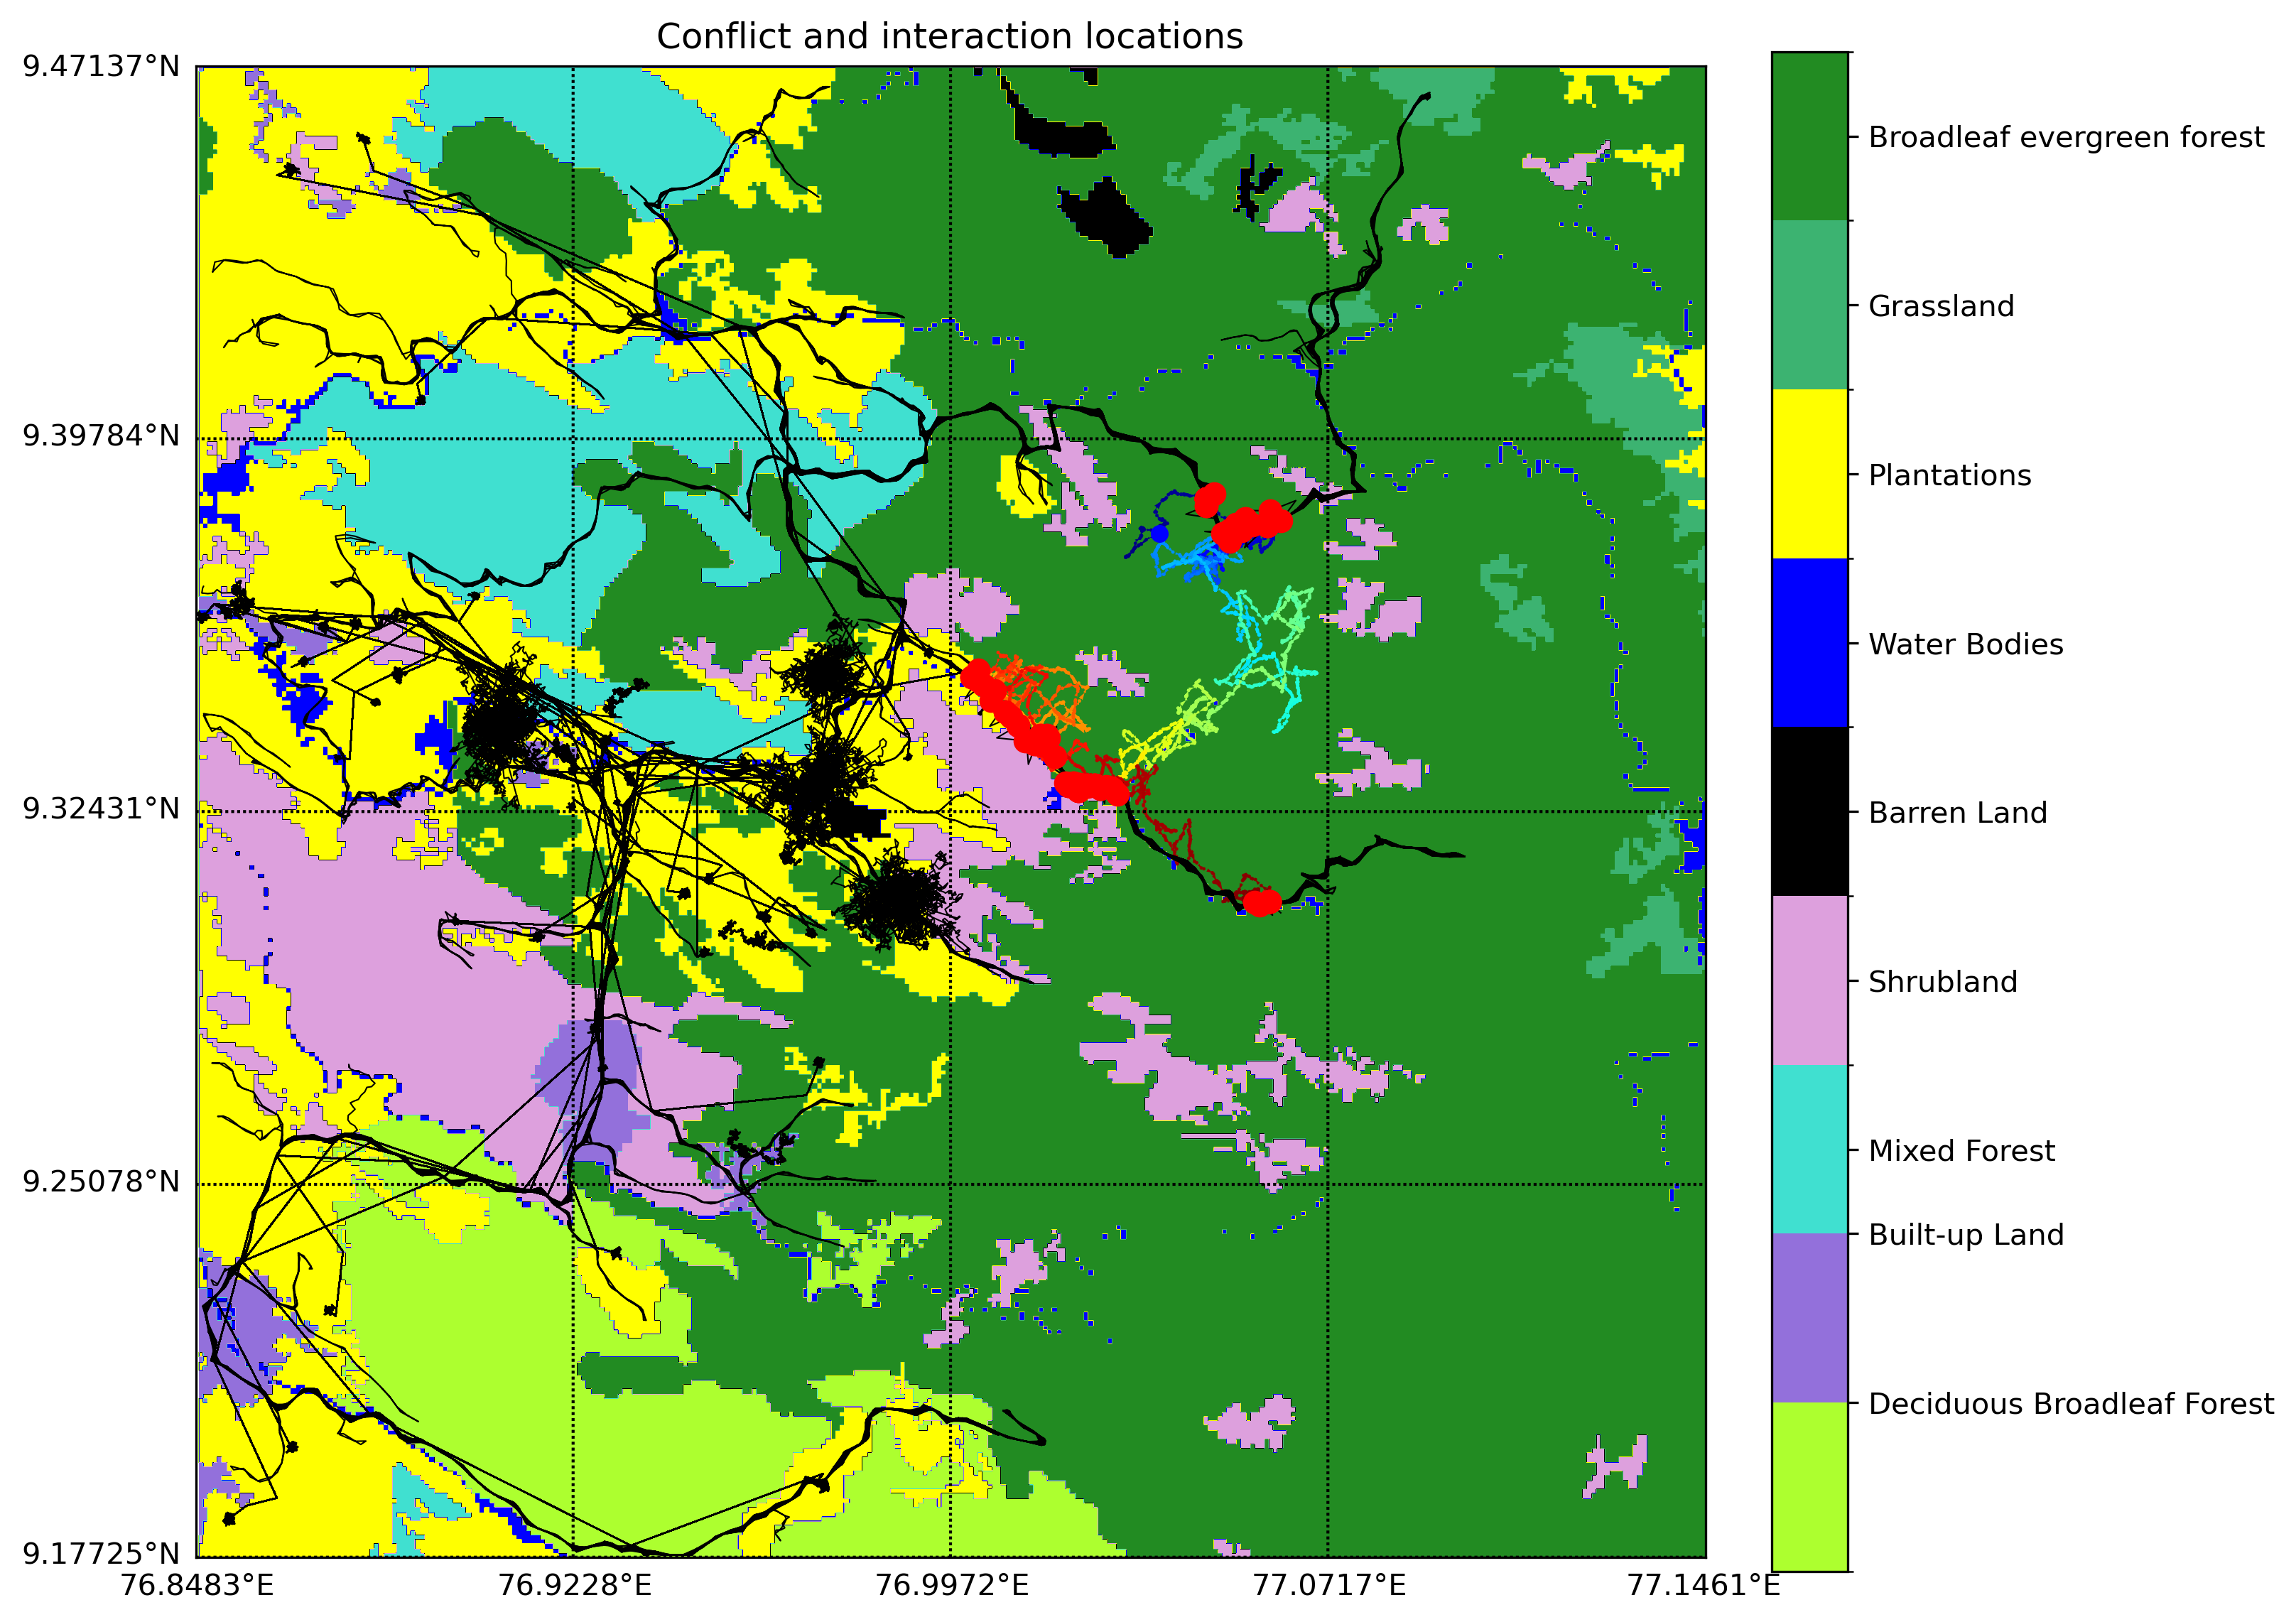 Conflict and interaction locations
9.47137°N
9.39784°N
9.32431°N
9.25078°N
9.17725°N
76.8483°E
76.9228°E
76.9972°E
77.0717°E
77.1461°E
Broadleaf evergreen forest
Grassland
Plantations
Water Bodies
Barren Land
Shrubland
Mixed Forest
Built-up Land
Deciduous Broadleaf Forest